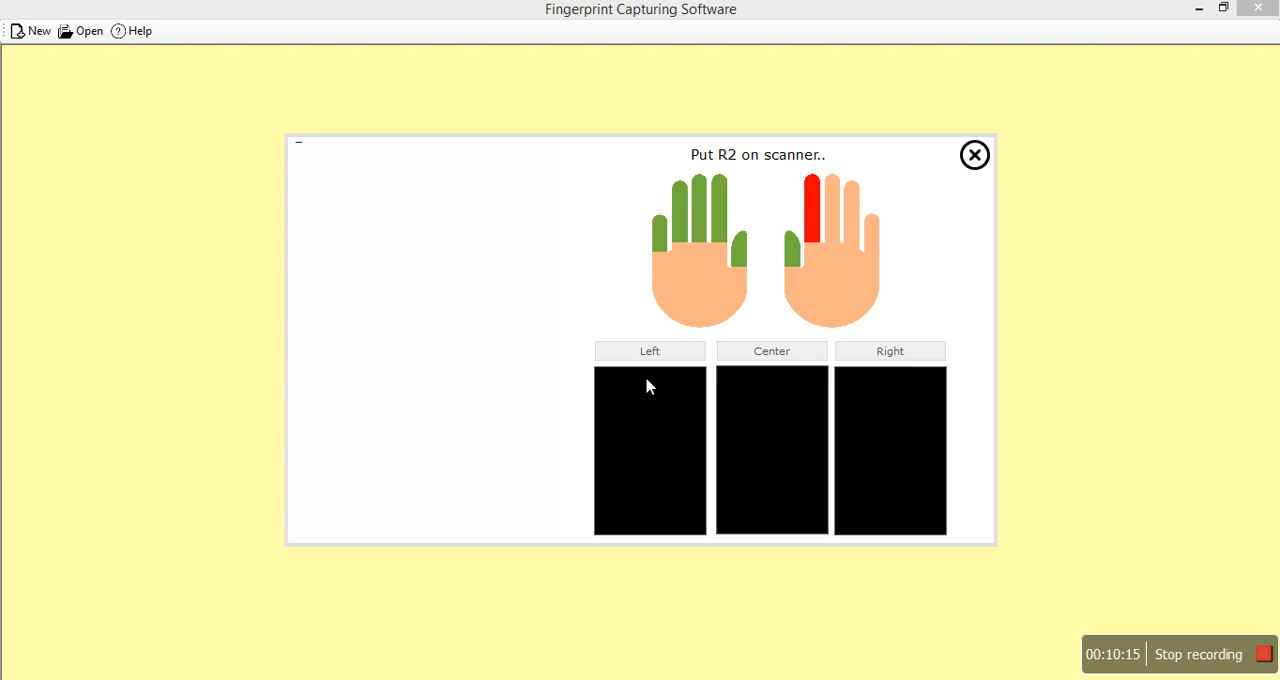 Fingerprint Capturing Software
New Open Help
Put R2 on scanner..
Left Center Right
00:10:15 Stop recording